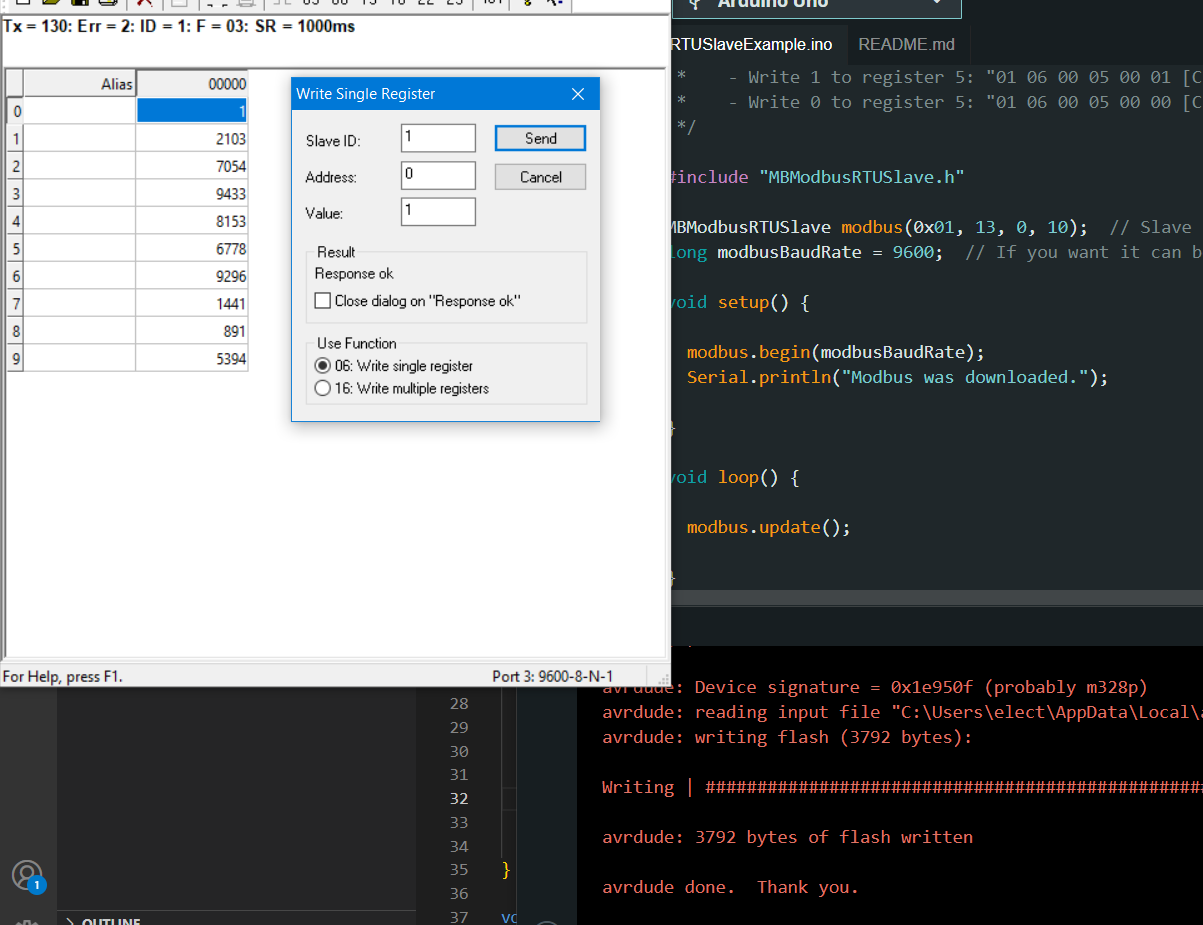 05 06 15 16 22 23 101
Arduino Uno
Tx = 130: Err = 2: ID = 1: F = 03: SR = 1000ms
Alias 00000
0 1
1 2103
2 7054
3 9433
4 8153
5 6778
6 9296
7 1441
8 891
9 5394
Write Single Register
Slave ID: 1 Send
Address: 0 Cancel
Value: 1
Result
Response ok
Close dialog on "Response ok"
Use Function
06: Write single register
16: Write multiple registers
For Help, press F1. Port 3: 9600-8-N-1
RTUSlaveExample.ino README.md
* - Write 1 to register 5: "01 06 00 05 00 01 [C
* - Write 0 to register 5: "01 06 00 05 00 00 [C
*/
#include "MBModbusRTUSlave.h"
MBModbusRTUSlave modbus(0x01, 13, 0, 10); // Slave
long modbusBaudRate = 9600; // If you want it can b
void setup() {
modbus.begin(modbusBaudRate);
Serial.println("Modbus was downloaded.");
}
void loop() {
modbus.update();
}
avrdude: Device signature = 0x1e950f (probably m328p)
avrdude: reading input file "C:\Users\elect\AppData\Local\a
avrdude: writing flash (3792 bytes):
Writing | ################################################
avrdude: 3792 bytes of flash written
avrdude done. Thank you.
28
29
30
31
32
33
34
35 }
36
37 vo
1
OUTLINE